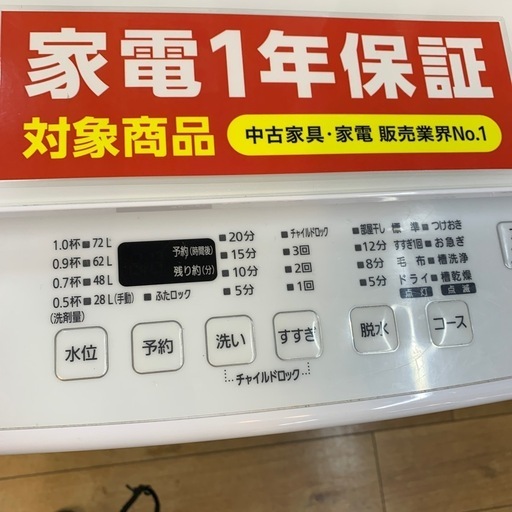 家電1年保証
対象商品 中古家具・家電 販売業界No.1
1.0杯 72L
0.9杯 62L
0.7杯 48L
0.5杯 28L(手動)
(洗剤量)
予約(時間後)
残り約(分)
ふたロック
20分
15分
10分
5分
チャイルドロック
3回
2回
1回
部屋干し
12分
8分
5分
標準
すすぎ1回
毛布
ドライ
点灯
つけおき
お急ぎ
槽洗浄
槽乾燥
点滅
水位
予約
洗い
すすぎ
脱水
コース
チャイルドロック